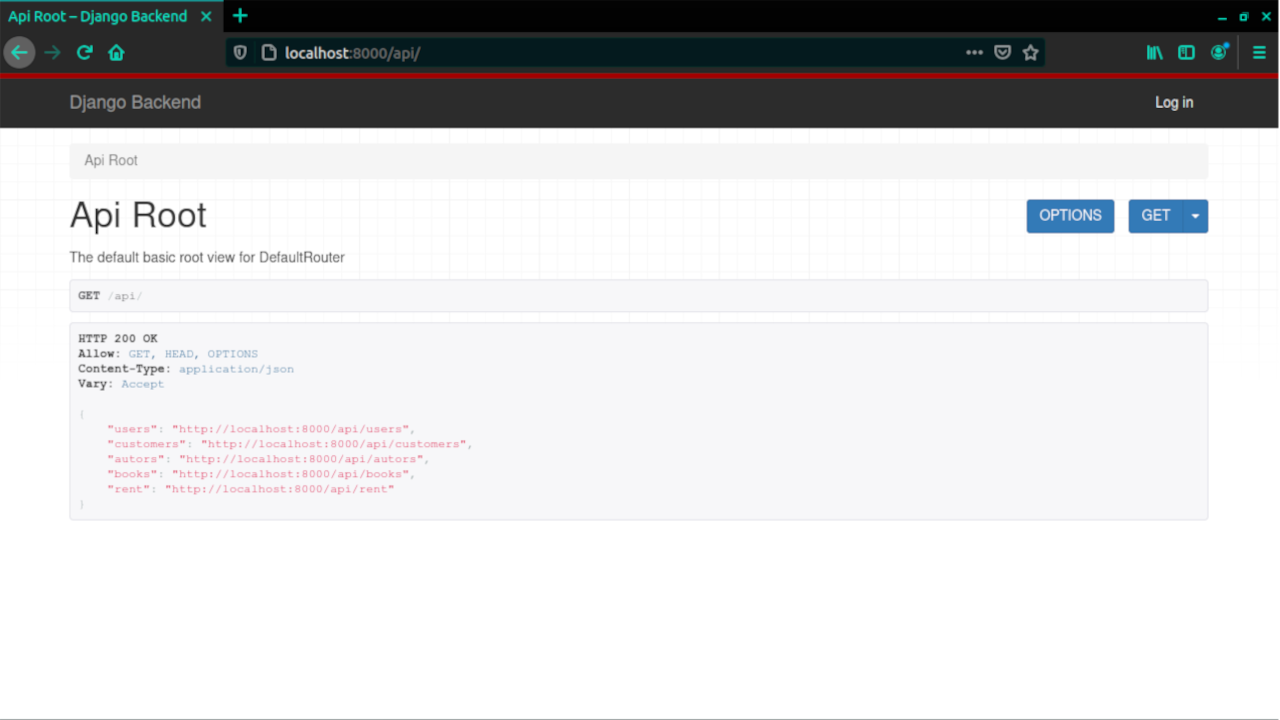 Api Root – Django Backend
localhost:8000/api/
Django Backend
Log in
Api Root
Api Root
OPTIONS
GET
The default basic root view for DefaultRouter
GET /api/
HTTP 200 OK
Allow: GET, HEAD, OPTIONS
Content-Type: application/json
Vary: Accept
{
    "users": "http://localhost:8000/api/users",
    "customers": "http://localhost:8000/api/customers",
    "autors": "http://localhost:8000/api/autors",
    "books": "http://localhost:8000/api/books",
    "rent": "http://localhost:8000/api/rent"
}